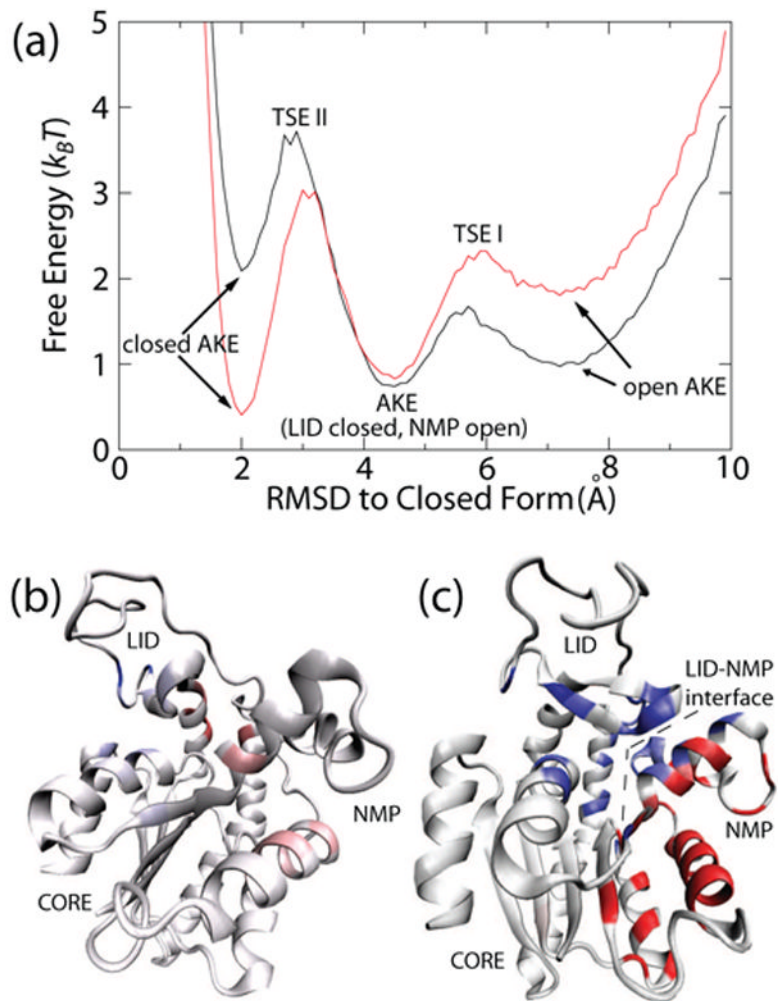 (a)
5
4
3
2
1
0
Free Energy (k_BT)
TSE II
TSE I
closed AKE
open AKE
AKE
(LID closed, NMP open)
0 2 4 6 8 10
RMSD to Closed Form (Å)
(b)
LID
NMP
CORE
(c)
LID
LID-NMP
interface
NMP
CORE